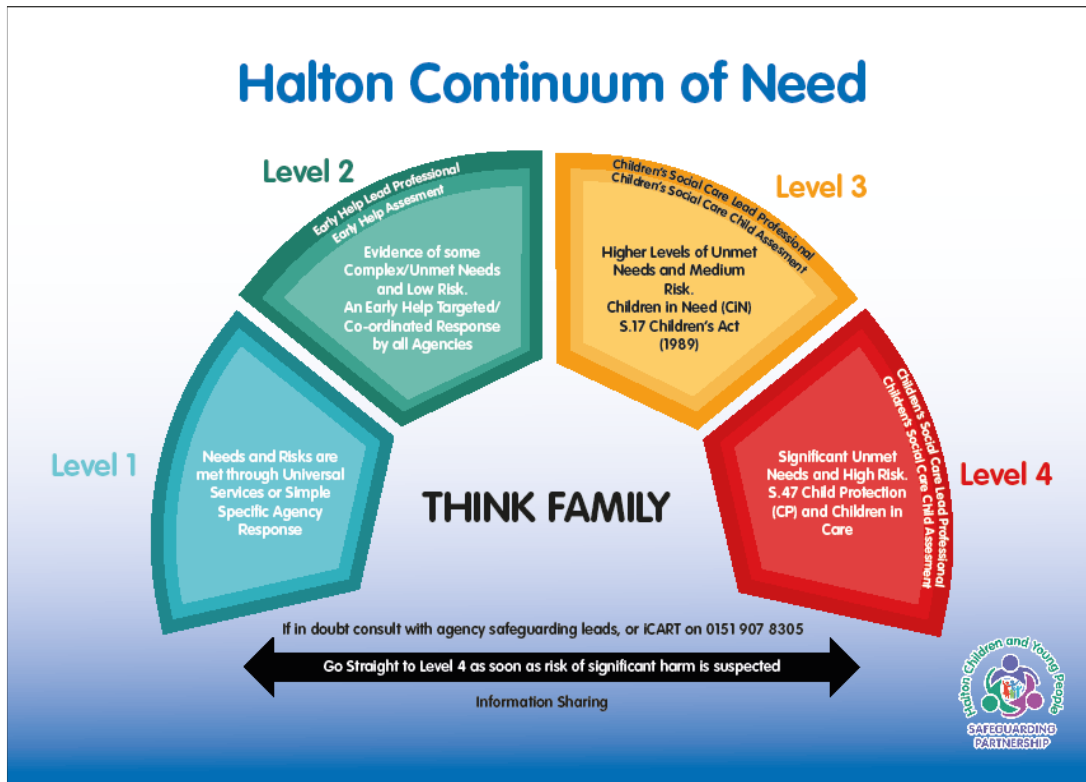 Halton Continuum of Need
Level 1
Needs and Risks are
met through Universal
Services or Simple
Specific Agency
Response
Level 2
Early Help Lead Professional
Early Help Assesment
Evidence of some
Complex/Unmet Needs
and Low Risk.
An Early Help Targeted/
Co-ordinated Response
by all Agencies
Level 3
Children's Social Care Lead Professional
Children's Social Care Child Assesment
Higher Levels of Unmet
Needs and Medium
Risk.
Children in Need (CiN)
S.17 Children's Act
(1989)
Level 4
Children's Social Care Lead Professional
Children's Social Care Child Assesment
Significant Unmet
Needs and High Risk.
S.47 Child Protection
(CP) and Children in
Care
THINK FAMILY
If in doubt consult with agency safeguarding leads, or iCART on 0151 907 8305
Go Straight to Level 4 as soon as risk of significant harm is suspected
Information Sharing
Halton Children and Young People
SAFEGUARDING
PARTNERSHIP